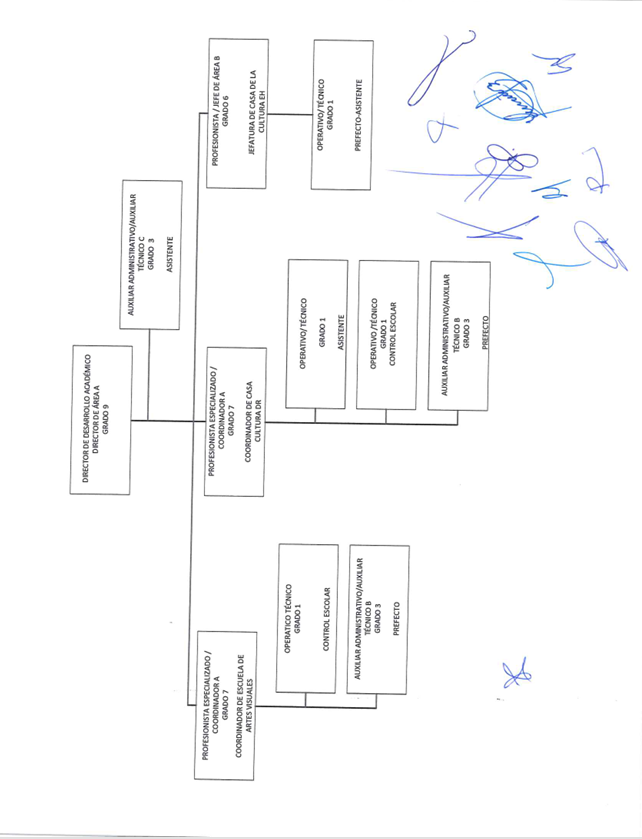 DIRECTOR DE DESARROLLO ACADÉMICO
DIRECTOR DE ÁREA A
GRADO 9
AUXILIAR ADMINISTRATIVO/AUXILIAR
TÉCNICO C
GRADO 3
ASISTENTE
PROFESIONISTA ESPECIALIZADO /
COORDINADOR A
GRADO 7
COORDINADOR DE ESCUELA DE
ARTES VISUALES
OPERATICO TÉCNICO
GRADO 1
CONTROL ESCOLAR
AUXILIAR ADMINISTRATIVO/AUXILIAR
TÉCNICO B
GRADO 3
PREFECTO
PROFESIONISTA ESPECIALIZADO /
COORDINADOR A
GRADO 7
COORDINADOR DE CASA
CULTURA DR
OPERATIVO/TÉCNICO
GRADO 1
ASISTENTE
OPERATIVO /TÉCNICO
GRADO 1
CONTROL ESCOLAR
AUXILIAR ADMINISTRATIVO/AUXILIAR
TÉCNICO B
GRADO 3
PREFECTO
PROFESIONISTA / JEFE DE ÁREA B
GRADO 6
JEFATURA DE CASA DE LA
CULTURA EH
OPERATIVO/ TÉCNICO
GRADO 1
PREFECTO-ASISTENTE